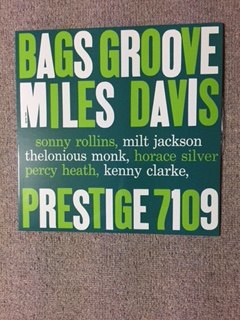 BAGS GROOVE
MILES DAVIS
sonny rollins, milt jackson
thelonious monk, horace silver
percy heath, kenny clarke,
PRESTIGE 7109